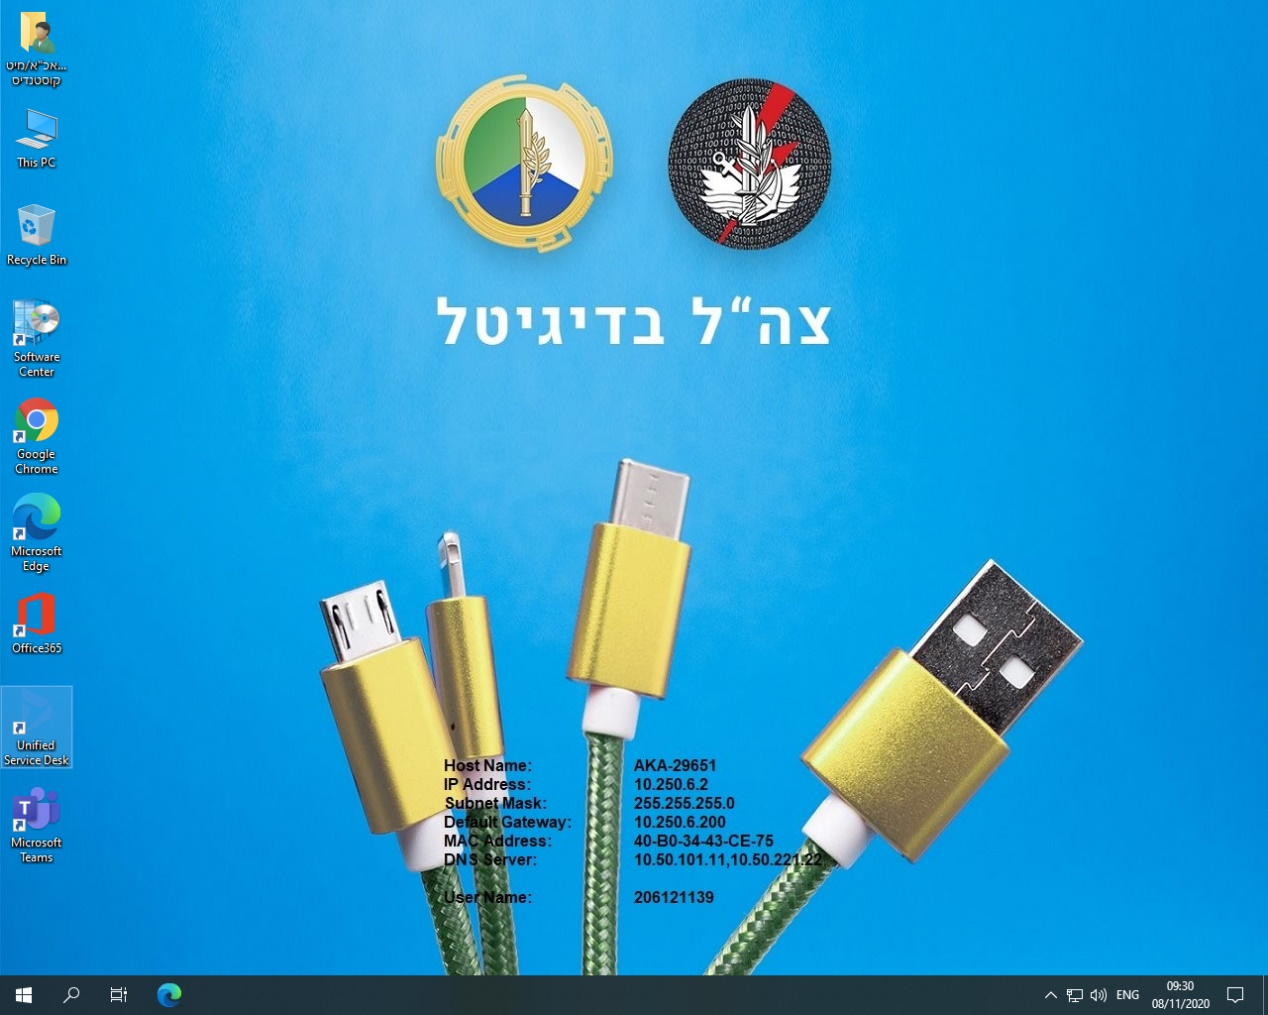 ...אכ"א/מיט
קוסטנדיס
This PC
Recycle Bin
Software
Center
Google
Chrome
Microsoft
Edge
Office365
Unified
Service Desk
Microsoft
Teams
צה"ל בדיגיטל
Host Name: AKA-29651
IP Address: 10.250.6.2
Subnet Mask: 255.255.255.0
Default Gateway: 10.250.6.200
MAC Address: 40-B0-34-43-CE-75
DNS Server: 10.50.101.11,10.50.221.22
User Name: 206121139
ENG
09:30
08/11/2020